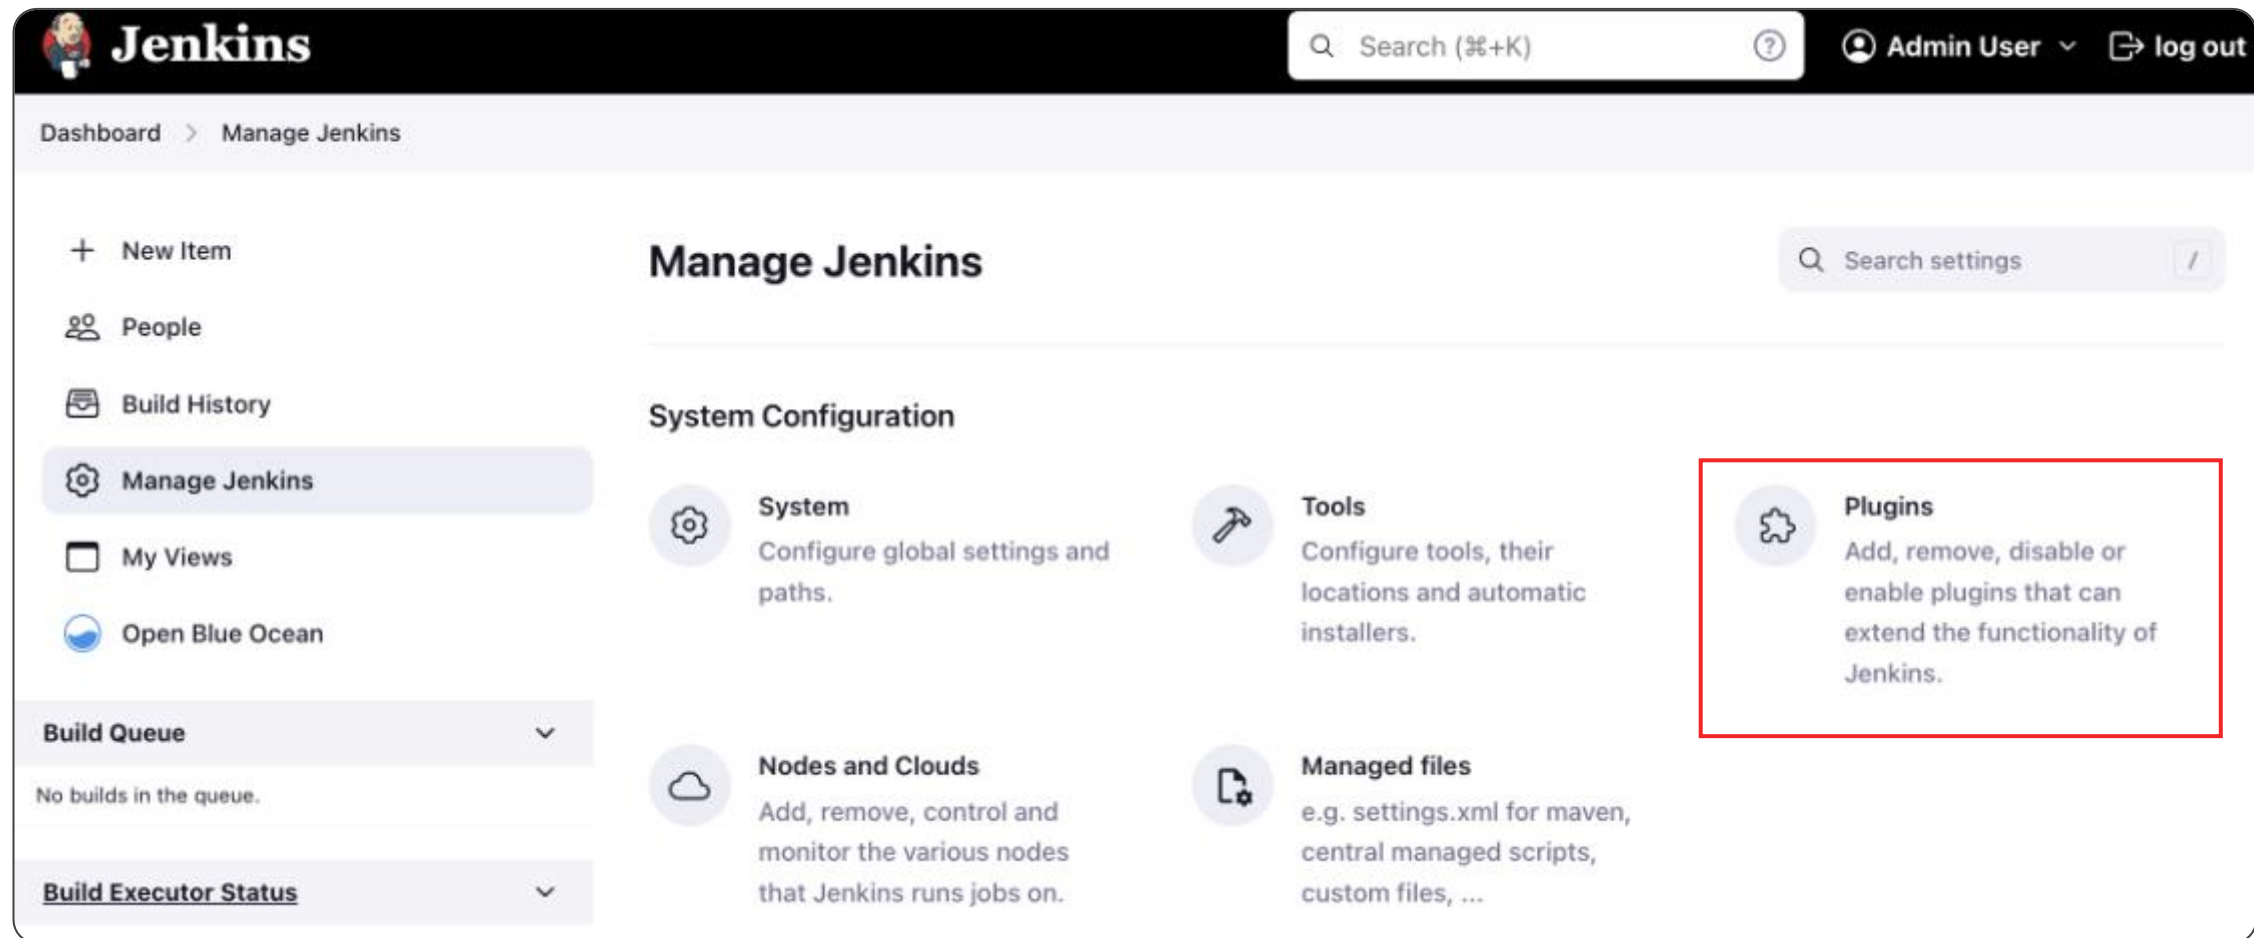 Jenkins
Search (⌘+K)
Admin User
log out
Dashboard > Manage Jenkins
New Item
People
Build History
Manage Jenkins
My Views
Open Blue Ocean
Build Queue
No builds in the queue.
Build Executor Status
Manage Jenkins
Search settings
/
System Configuration
System
Configure global settings and
paths.
Tools
Configure tools, their
locations and automatic
installers.
Plugins
Add, remove, disable or
enable plugins that can
extend the functionality of
Jenkins.
Nodes and Clouds
Add, remove, control and
monitor the various nodes
that Jenkins runs jobs on.
Managed files
e.g. settings.xml for maven,
central managed scripts,
custom files, ...